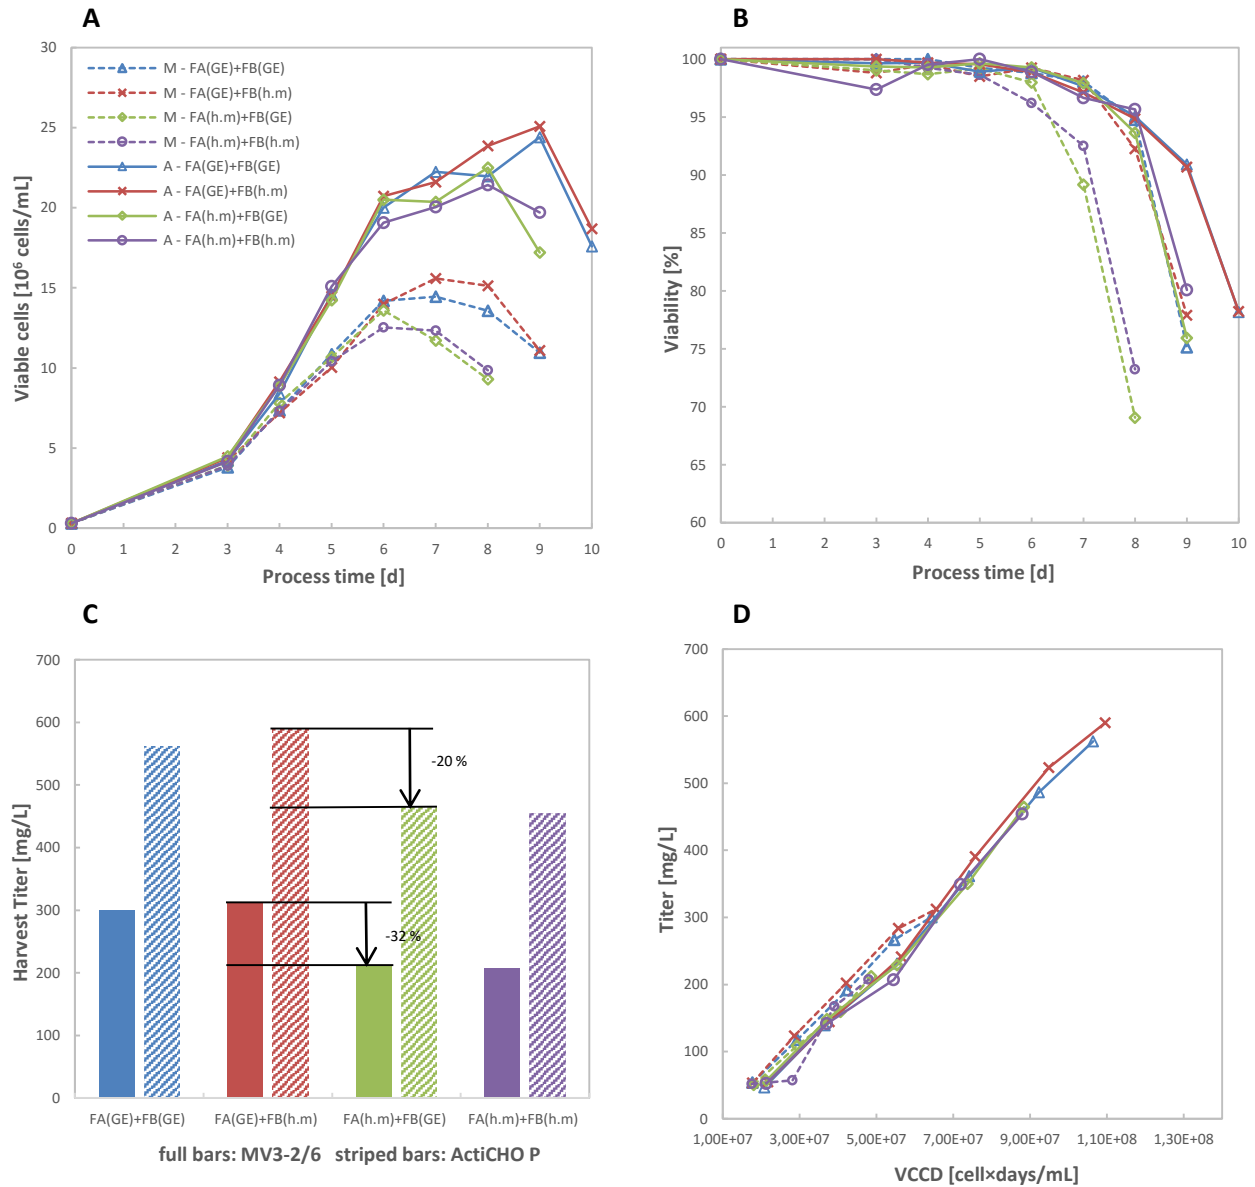 A
30
25
20
15
10
5
0
Viable cells [10⁶ cells/mL]
M - FA(GE)+FB(GE)
M - FA(GE)+FB(h.m)
M - FA(h.m)+FB(GE)
M - FA(h.m)+FB(h.m)
A - FA(GE)+FB(GE)
A - FA(GE)+FB(h.m)
A - FA(h.m)+FB(GE)
A - FA(h.m)+FB(h.m)
0 1 2 3 4 5 6 7 8 9 10
Process time [d]
B
100
95
90
85
80
75
70
65
60
Viability [%]
0 1 2 3 4 5 6 7 8 9 10
Process time [d]
C
700
600
500
400
300
200
100
0
Harvest Titer [mg/L]
-20 %
-32 %
FA(GE)+FB(GE) FA(GE)+FB(h.m) FA(h.m)+FB(GE) FA(h.m)+FB(h.m)
full bars: MV3-2/6 striped bars: ActiCHO P
D
700
600
500
400
300
200
100
0
Titer [mg/L]
1,00E+07 3,00E+07 5,00E+07 7,00E+07 9,00E+07 1,10E+08 1,30E+08
VCCD [cell×days/mL]